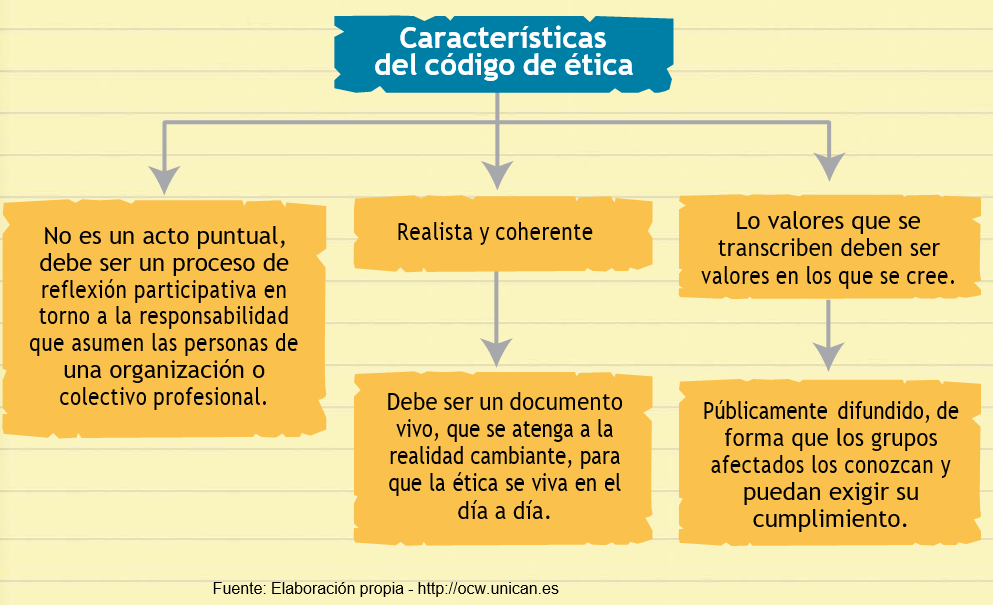 Características
del código de ética
No es un acto puntual,
debe ser un proceso de
reflexión participativa en
torno a la responsabilidad
que asumen las personas de
una organización o
colectivo profesional.
Realista y coherente
Debe ser un documento
vivo, que se atenga a la
realidad cambiante, para
que la ética se viva en el
día a día.
Lo valores que se
transcriben deben ser
valores en los que se cree.
Públicamente difundido, de
forma que los grupos
afectados los conozcan y
puedan exigir su
cumplimiento.
Fuente: Elaboración propia - http://ocw.unican.es